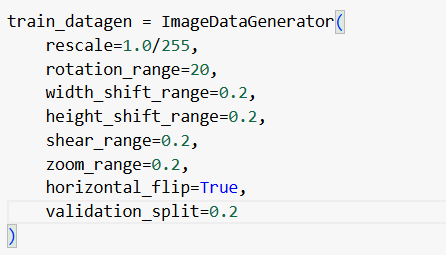 train_datagen = ImageDataGenerator(
    rescale=1.0/255,
    rotation_range=20,
    width_shift_range=0.2,
    height_shift_range=0.2,
    shear_range=0.2,
    zoom_range=0.2,
    horizontal_flip=True,
    validation_split=0.2
)